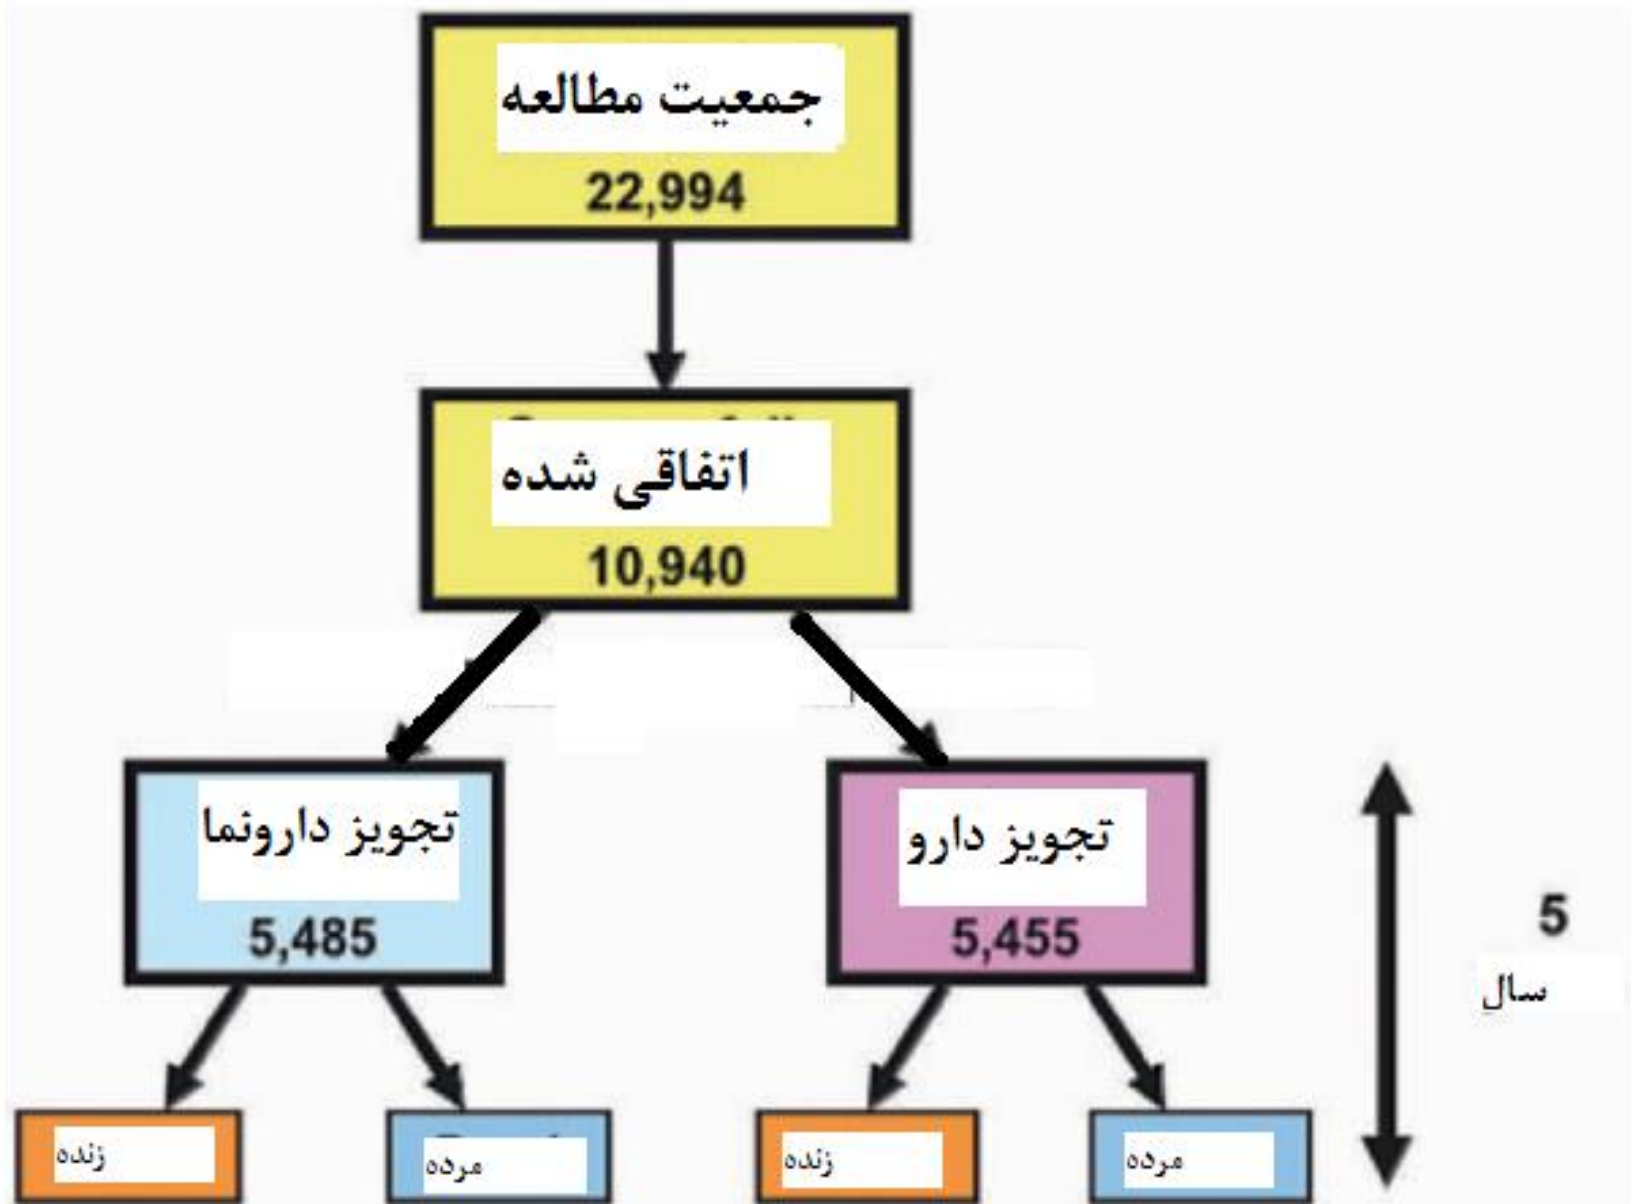 جمعیت مطالعه
22,994
اتفاقی شده
10,940
تجویز دارونما
5,485
تجویز دارو
5,455
5
سال
زنده
مرده
زنده
مرده